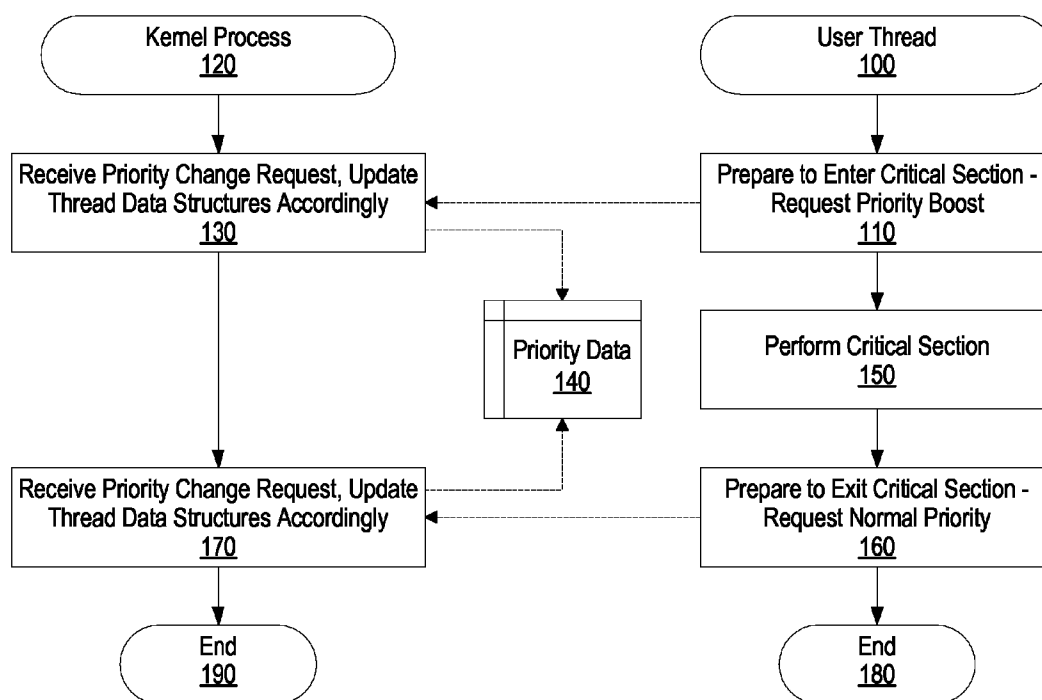 Kernel Process
120
User Thread
100
Receive Priority Change Request, Update
Thread Data Structures Accordingly
130
Prepare to Enter Critical Section -
Request Priority Boost
110
Priority Data
140
Perform Critical Section
150
Receive Priority Change Request, Update
Thread Data Structures Accordingly
170
Prepare to Exit Critical Section -
Request Normal Priority
160
End
190
End
180